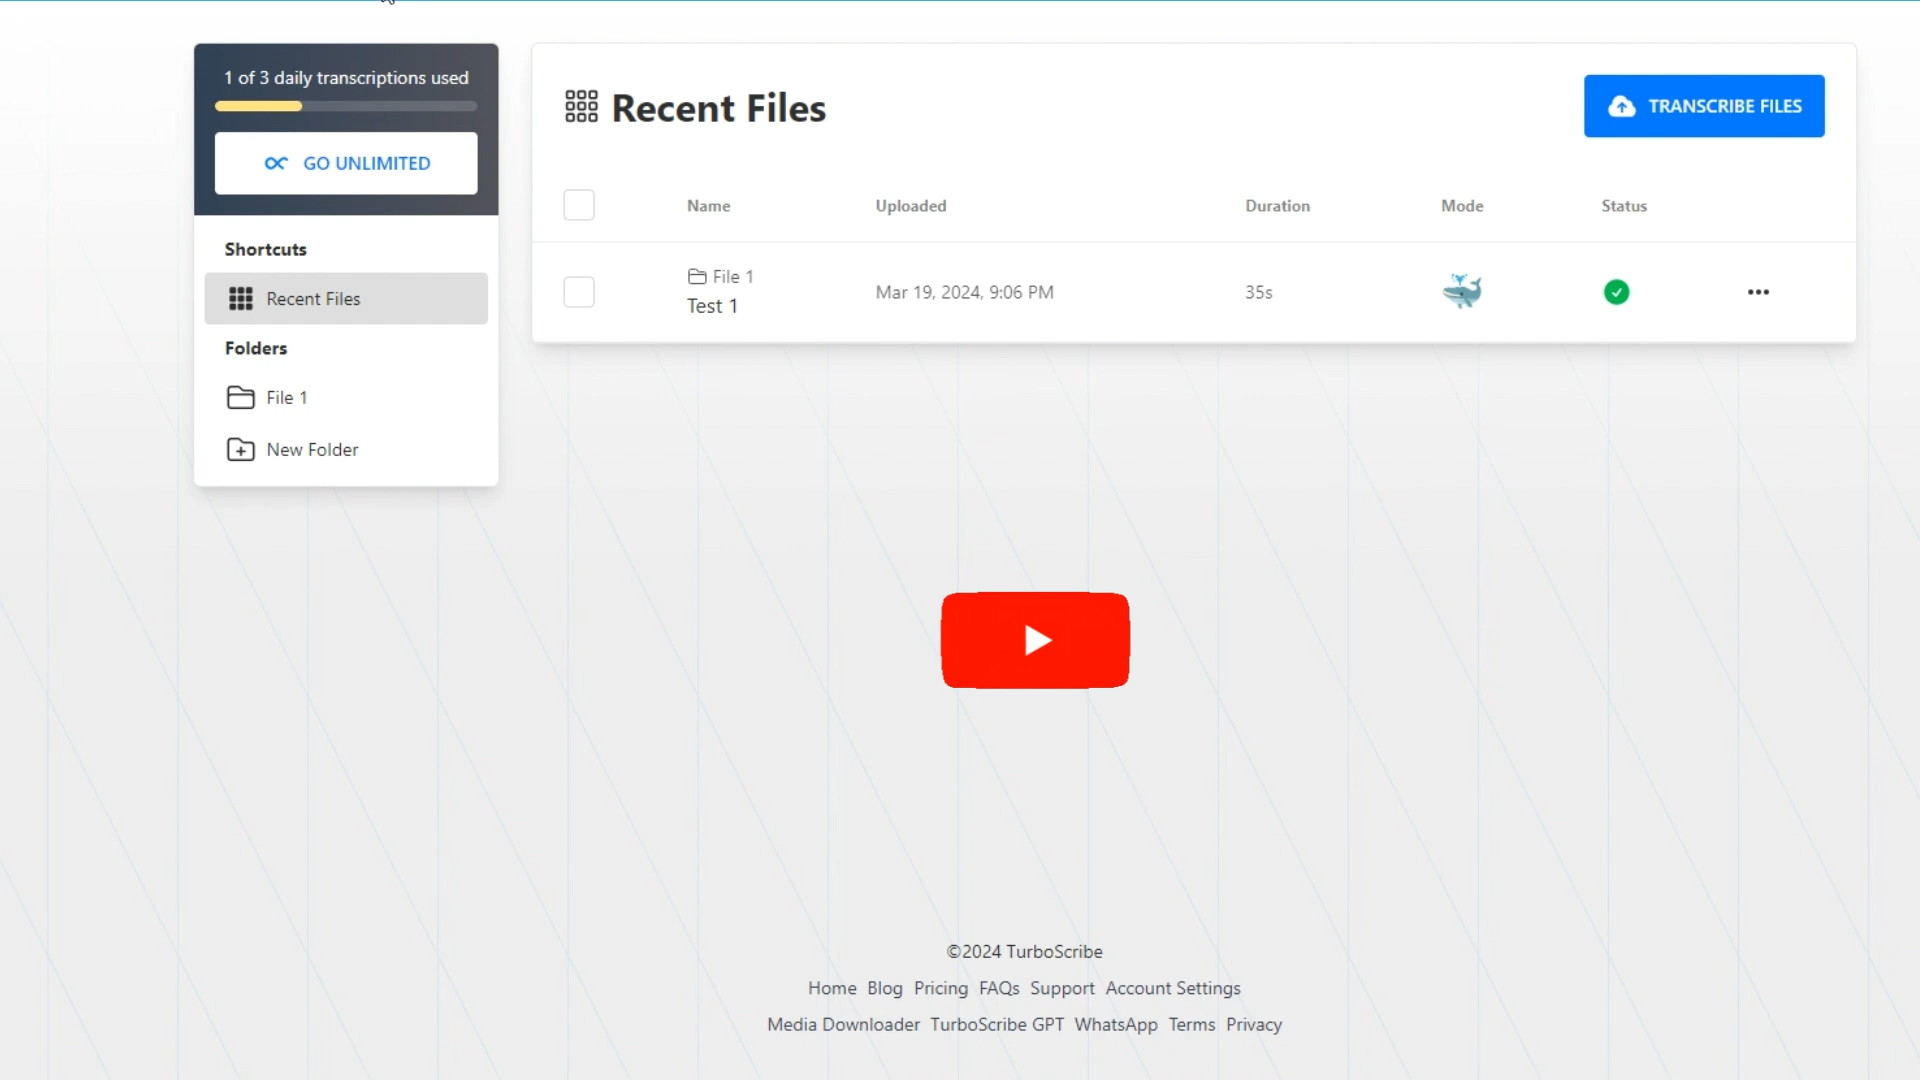 1 of 3 daily transcriptions used
GO UNLIMITED
Shortcuts
Recent Files
Folders
File 1
New Folder
Recent Files
TRANSCRIBE FILES
Name Uploaded Duration Mode Status
File 1
Test 1
Mar 19, 2024, 9:06 PM
35s
©2024 TurboScribe
Home Blog Pricing FAQs Support Account Settings
Media Downloader TurboScribe GPT WhatsApp Terms Privacy